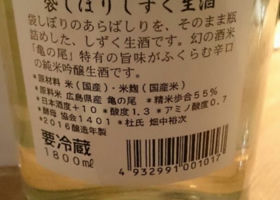 袋しぼりしずく生酒
袋しぼりのあらばしりを、そのまま瓶
詰めした、しずく生酒です。幻の酒米
「亀の尾」特有の旨味がふくらむ辛口
の純米吟醸生酒です。
*原材料 米(国産)・米麹(国産米)
*原料米 広島県産 亀の尾 *精米歩合55%
*日本酒度+10 *酸度1.3 *アミノ酸度0.7
*酵母 協会1401 *杜氏 畑中裕次
*2016醸造年製
要冷蔵
1800ml
4932991001017